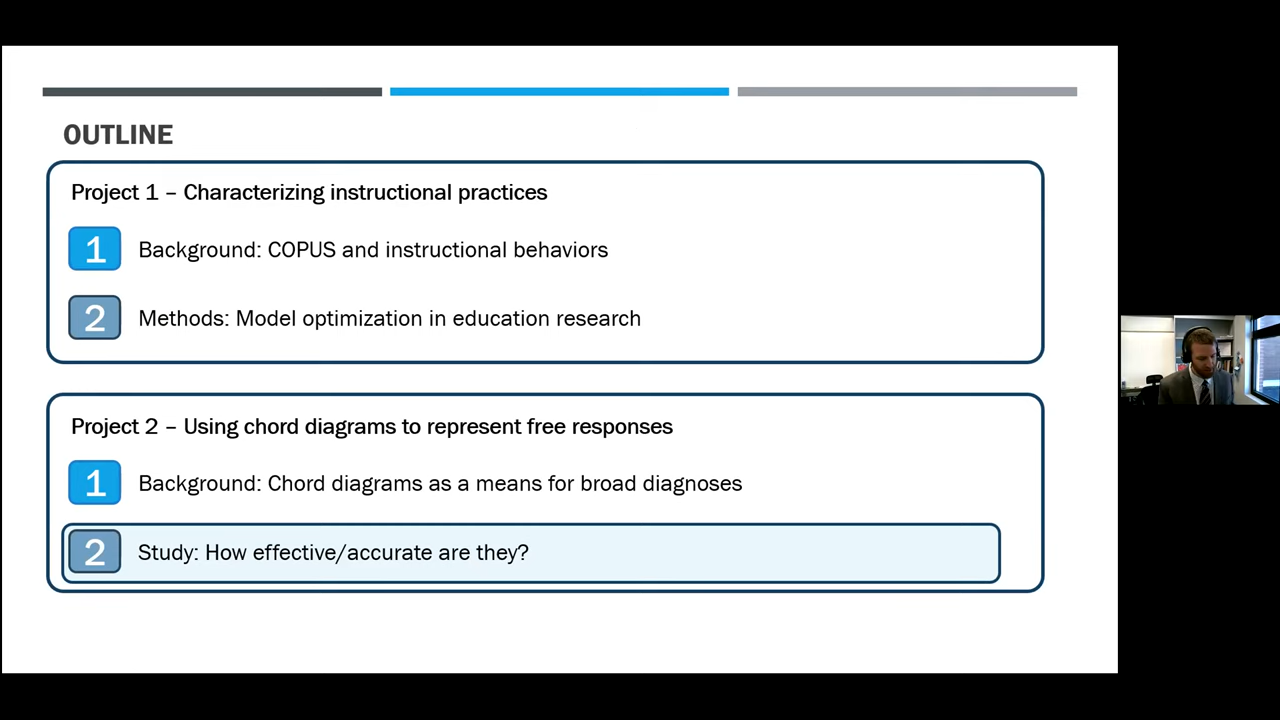 OUTLINE
Project 1 – Characterizing instructional practices
1 Background: COPUS and instructional behaviors
2 Methods: Model optimization in education research
Project 2 – Using chord diagrams to represent free responses
1 Background: Chord diagrams as a means for broad diagnoses
2 Study: How effective/accurate are they?